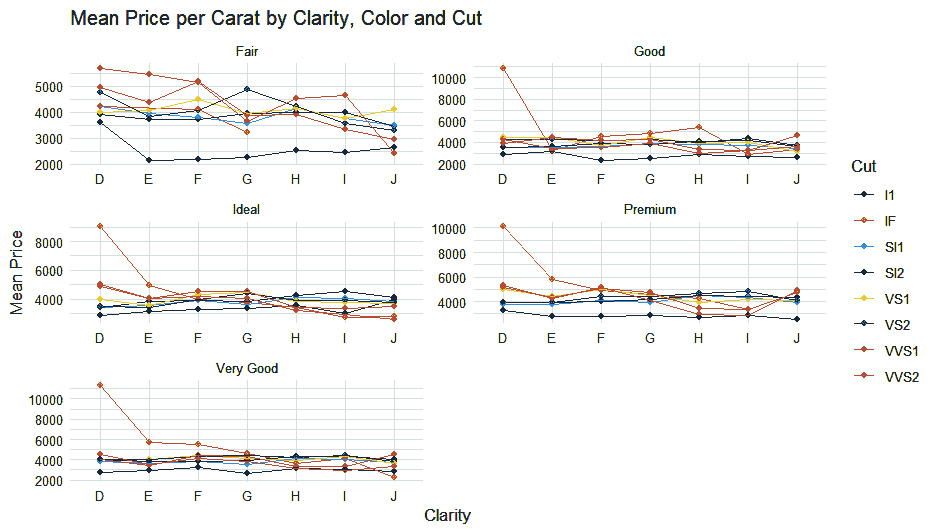 Mean Price per Carat by Clarity, Color and Cut
Fair
5000
4000
3000
2000
D E F G H I J
Good
10000
8000
6000
4000
2000
D E F G H I J
Ideal
8000
6000
4000
D E F G H I J
Premium
10000
8000
6000
4000
D E F G H I J
Very Good
10000
8000
6000
4000
2000
D E F G H I J
Mean Price
Clarity
Cut
I1
IF
SI1
SI2
VS1
VS2
VVS1
VVS2